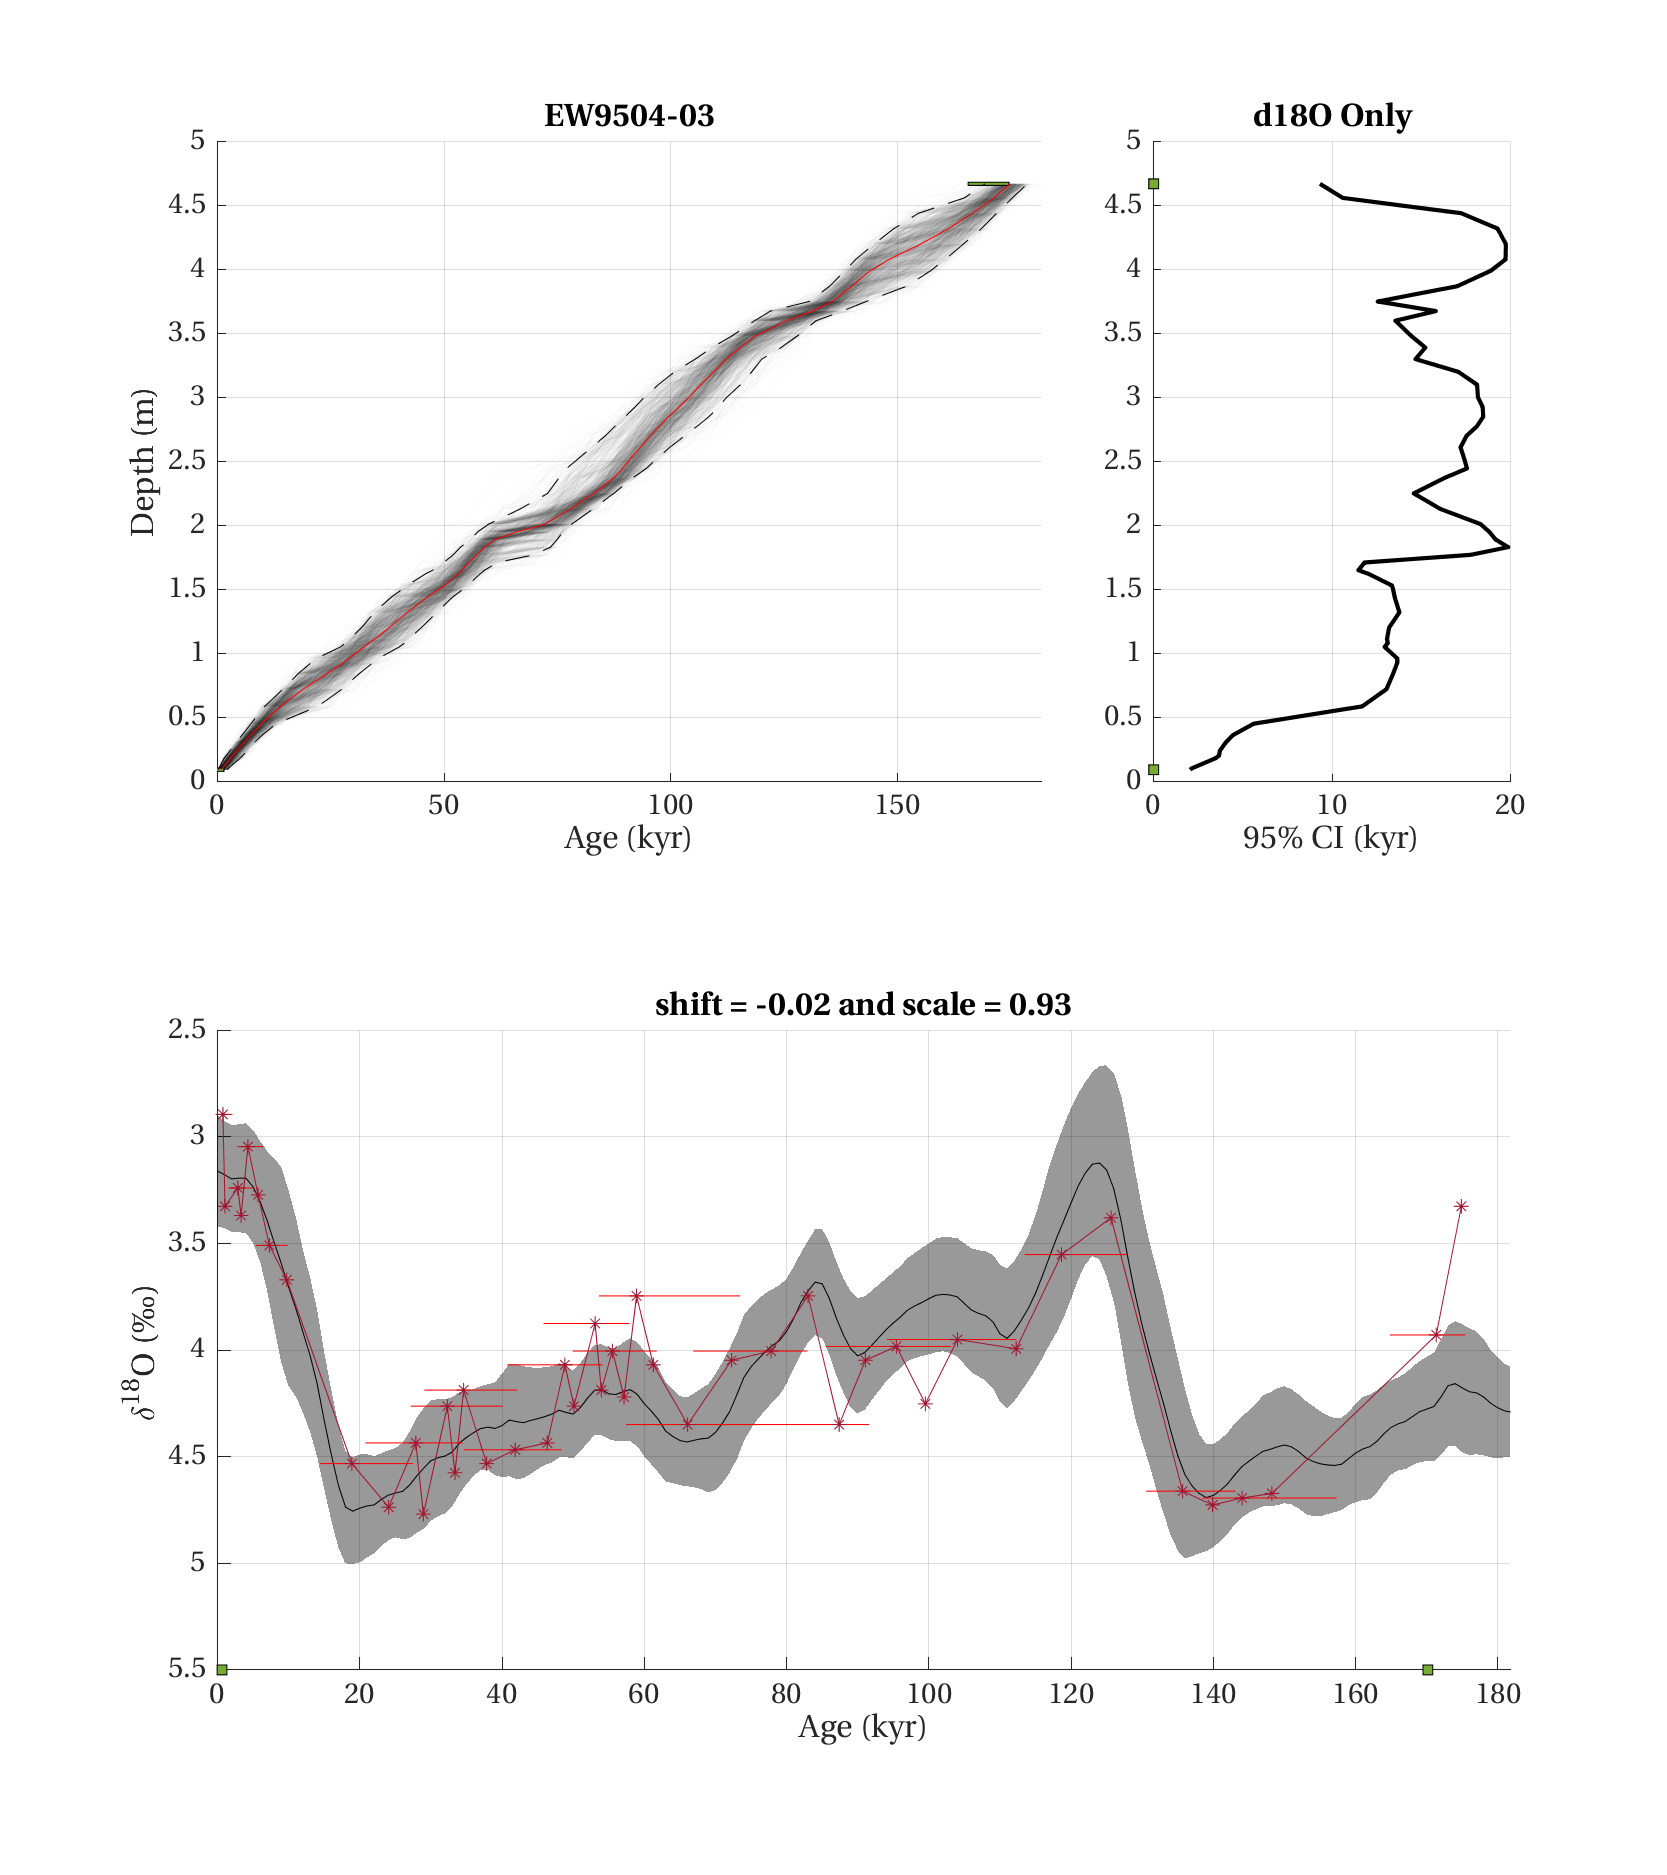 EW9504-03
d18O Only
5
4.5
4
3.5
3
2.5
2
1.5
1
0.5
0
Depth (m)
0 50 100 150
Age (kyr)
5
4.5
4
3.5
3
2.5
2
1.5
1
0.5
0
0 10 20
95% CI (kyr)
shift = -0.02 and scale = 0.93
2.5
3
3.5
4
4.5
5
5.5
δ¹⁸O (‰)
0 20 40 60 80 100 120 140 160 180
Age (kyr)